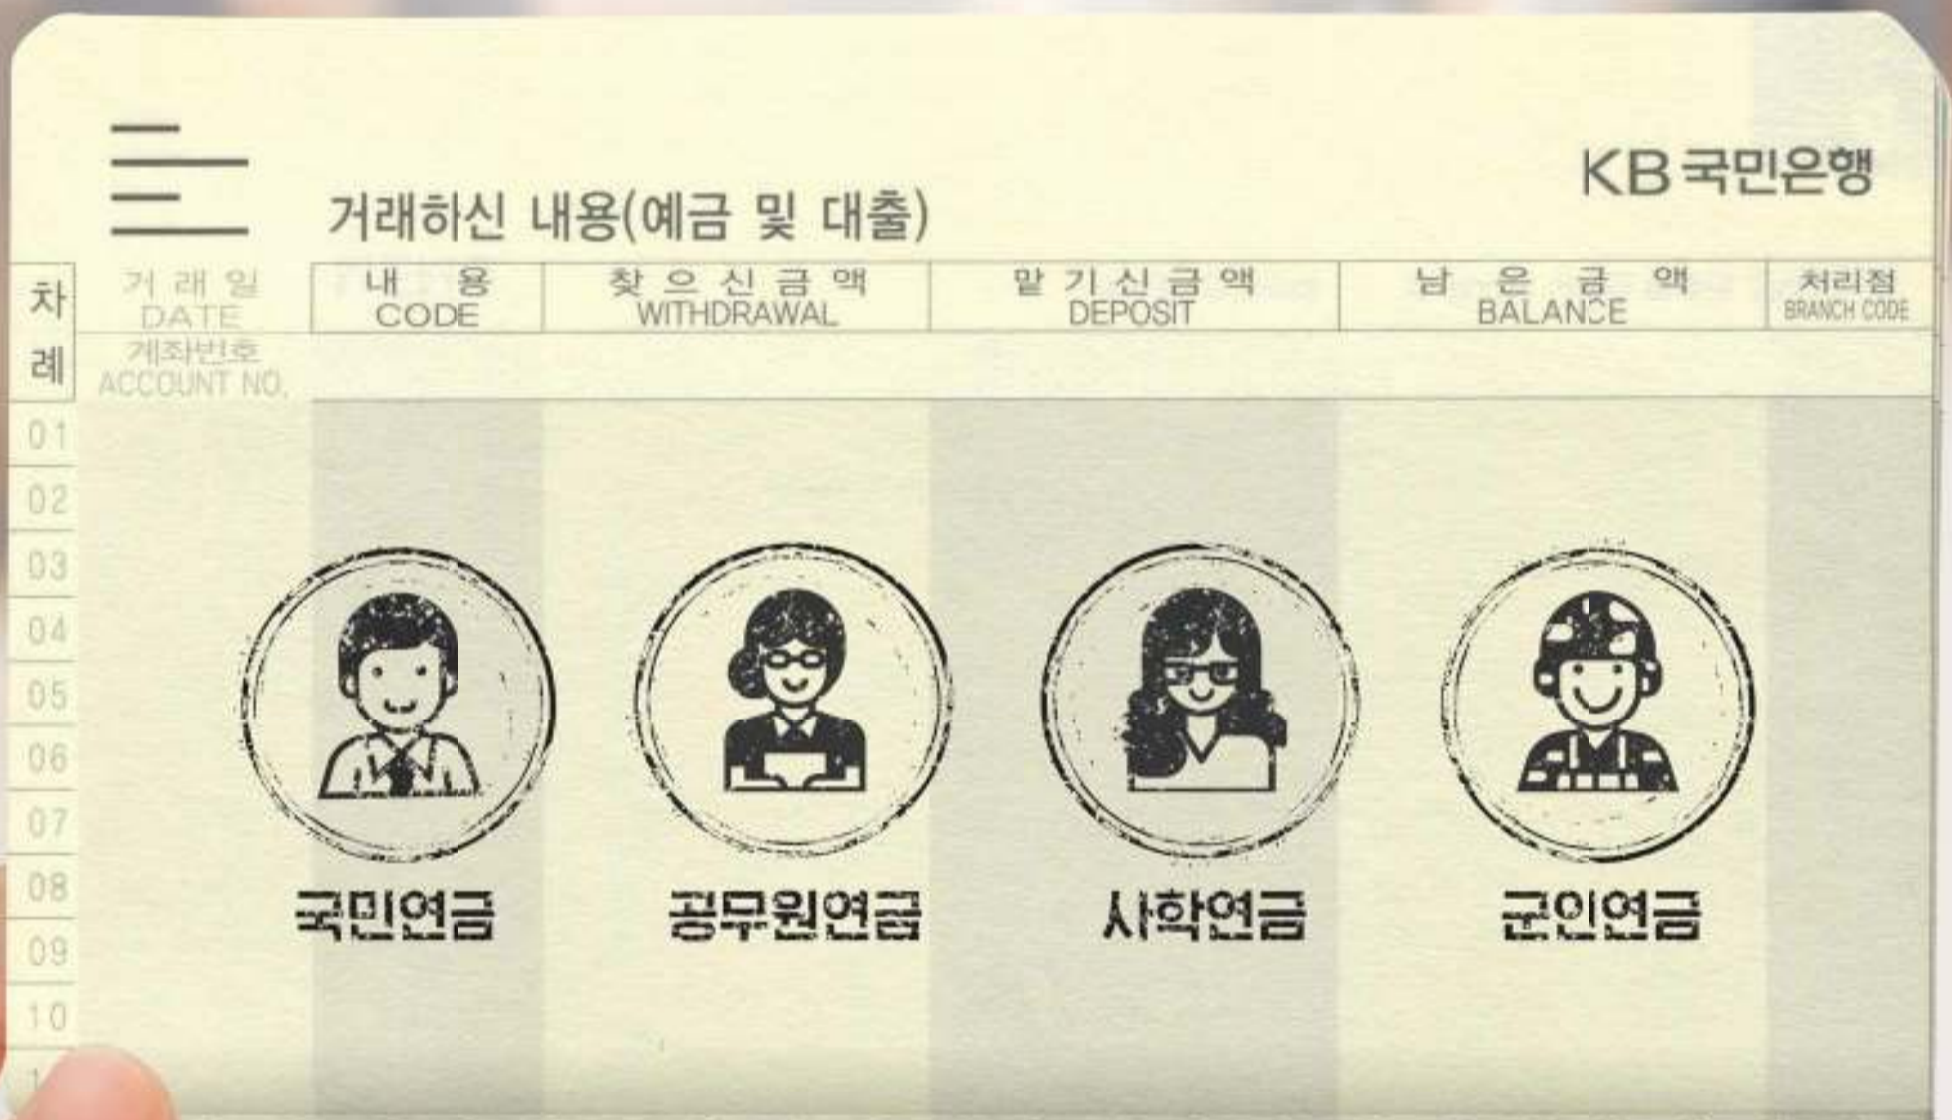 KB 국민은행
거래하신 내용(예금 및 대출)
차례
거래일 내용 찾으신금액 맡기신금액 남은금액 처리점
DATE CODE WITHDRAWAL DEPOSIT BALANCE BRANCH CODE
계좌번호
ACCOUNT NO.
01
02
03
04
05
06
07
08
09
10
국민연금 공무원연금 사학연금 군인연금